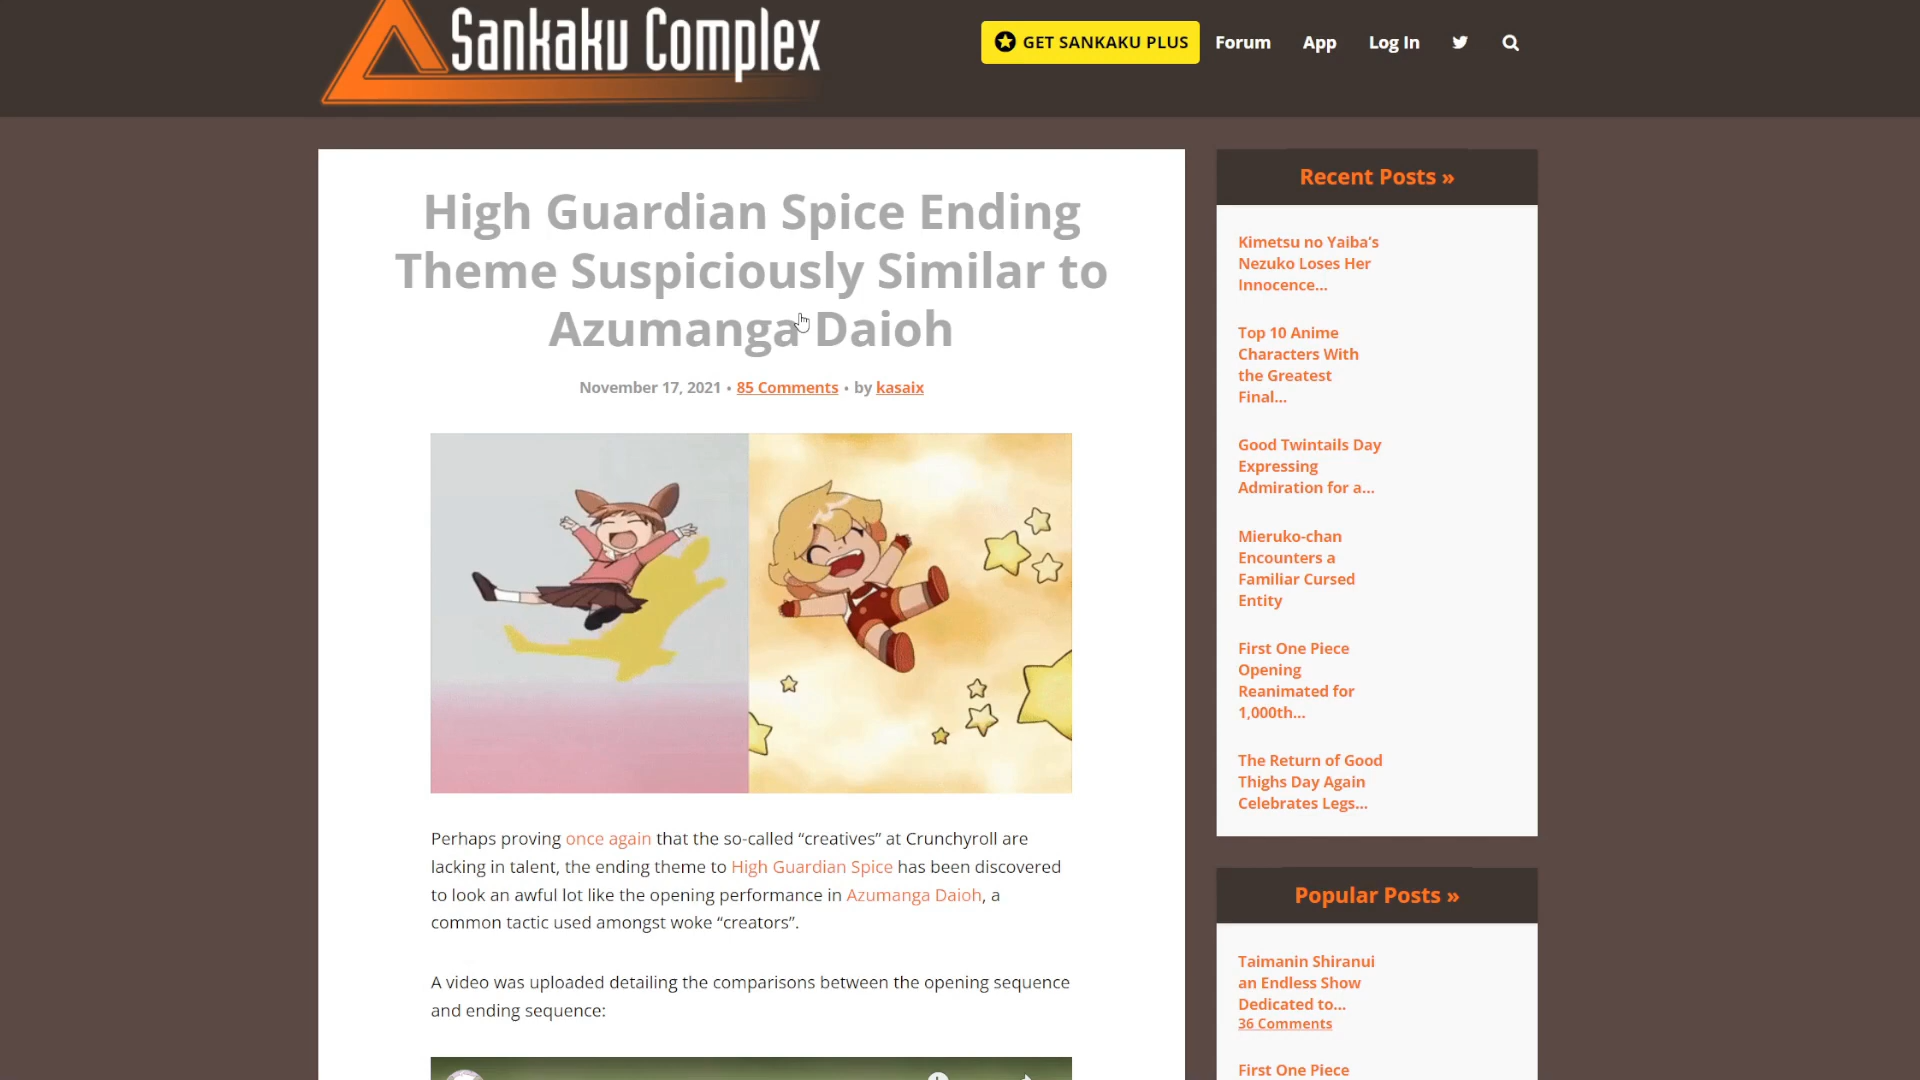 Sankaku Complex
GET SANKAKU PLUS
Forum
App
Log In
High Guardian Spice Ending
Theme Suspiciously Similar to
Azumanga Daioh
November 17, 2021 • 85 Comments • by kasaix
Perhaps proving once again that the so-called “creatives” at Crunchyroll are
lacking in talent, the ending theme to High Guardian Spice has been discovered
to look an awful lot like the opening performance in Azumanga Daioh, a
common tactic used amongst woke “creators”.
A video was uploaded detailing the comparisons between the opening sequence
and ending sequence:
Recent Posts »
Kimetsu no Yaiba’s
Nezuko Loses Her
Innocence...
Top 10 Anime
Characters With
the Greatest
Final...
Good Twintails Day
Expressing
Admiration for a...
Mieruko-chan
Encounters a
Familiar Cursed
Entity
First One Piece
Opening
Reanimated for
1,000th...
The Return of Good
Thighs Day Again
Celebrates Legs...
Popular Posts »
Taimanin Shiranui
an Endless Show
Dedicated to...
36 Comments
First One Piece